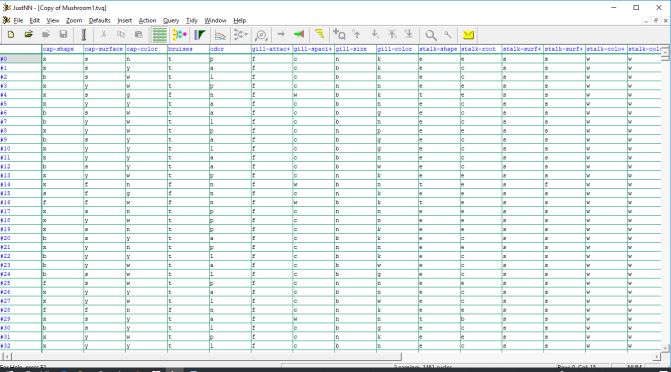 JustNN - [Copy of Mushroom1.tvq]
File Edit View Zoom Defaults Insert Action Query Tidy Window Help
cap-shape cap-surface cap-color bruises odor gill-attac+ gill-spaci+ gill-size gill-color stalk-shape stalk-root stalk-surf+ stalk-surf+ stalk-colo+ stalk-colo
#0 x s n t p f c n k e e s s w w
#1 x s y t a f c b k e c s s w w
#2 b s w t l f c b n e c s s w w
#3 x y w t p f c n n e e s s w w
#4 x s g f n f w b k t e s s w w
#5 x y y t a f c b n e c s s w w
#6 b s w t a f c b g e c s s w w
#7 b y w t l f c b n e c s s w w
#8 x y w t p f c n p e e s s w w
#9 b s y t a f c b g e c s s w w
#10 x y y t l f c b g e c s s w w
#11 x y y t a f c b n e c s s w w
#12 b s y t a f c b w e c s s w w
#13 x y w t p f c n k e e s s w w
#14 x f n f n f w b n t e s f w w
#15 s f g f n f c n k e e s s w w
#16 f f w f n f w b k t e s s w w
#17 x s n t p f c n n e e s s w w
#18 x y w t p f c n n e e s s w w
#19 x s n t p f c n k e e s s w w
#20 b s y t a f c b k e c s s w w
#21 x y n t p f c n n e e s s w w
#22 b y y t l f c b k e c s s w w
#23 b y w t a f c b w e c s s w w
#24 b s w t l f c b g e c s s w w
#25 f s w t p f c n n e e s s w w
#26 x y y t a f c b n e c s s w w
#27 x y w t l f c b w e c s s w w
#28 f f n f n f c n k e c s s w w
#29 x s y t a f w n n t b s s w w
#30 b s y t l f c b g e c s s w w
#31 x y w t p f c n k e e s s w w
#32 x y y t l f c b n e c s s w w